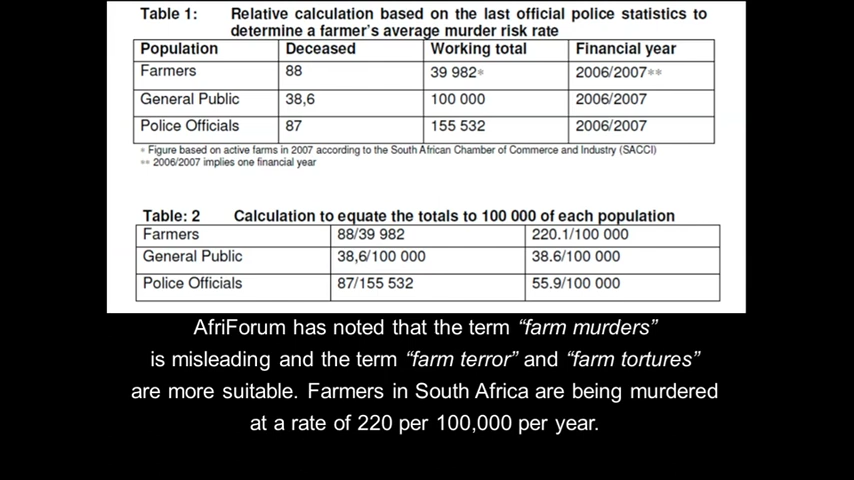 Table 1: Relative calculation based on the last official police statistics to
determine a farmer's average murder risk rate
Population Deceased Working total Financial year
Farmers 88 39 982* 2006/2007**
General Public 38,6 100 000 2006/2007
Police Officials 87 155 532 2006/2007
* Figure based on active farms in 2007 according to the South African Chamber of Commerce and Industry (SACCI)
** 2006/2007 implies one financial year
Table: 2 Calculation to equate the totals to 100 000 of each population
Farmers 88/39 982 220.1/100 000
General Public 38,6/100 000 38.6/100 000
Police Officials 87/155 532 55.9/100 000
AfriForum has noted that the term “farm murders”
is misleading and the term “farm terror” and “farm tortures”
are more suitable. Farmers in South Africa are being murdered
at a rate of 220 per 100,000 per year.